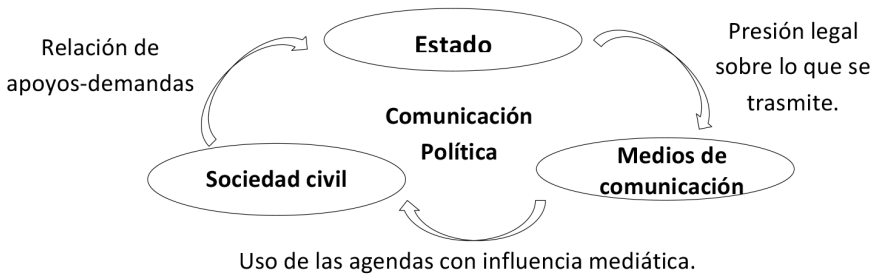 Relación de
apoyos-demandas
Estado
Presión legal
sobre lo que se
trasmite.
Comunicación
Política
Sociedad civil
Medios de
comunicación
Uso de las agendas con influencia mediática.